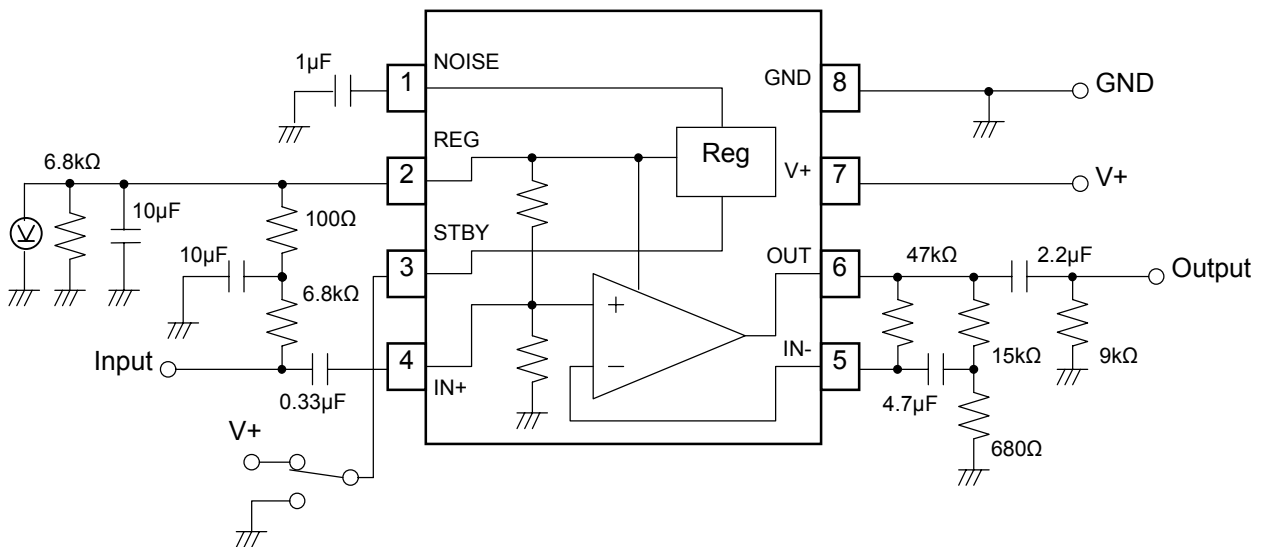 1µF
1
NOISE
GND
8
GND
6.8kΩ
REG
2
Reg
V+
7
V+
10µF
100Ω
STBY
3
10µF
6.8kΩ
OUT
6
47kΩ
2.2µF
Output
+
−
Input
4
IN+
0.33µF
IN-
5
15kΩ
9kΩ
4.7µF
680Ω
V+
V